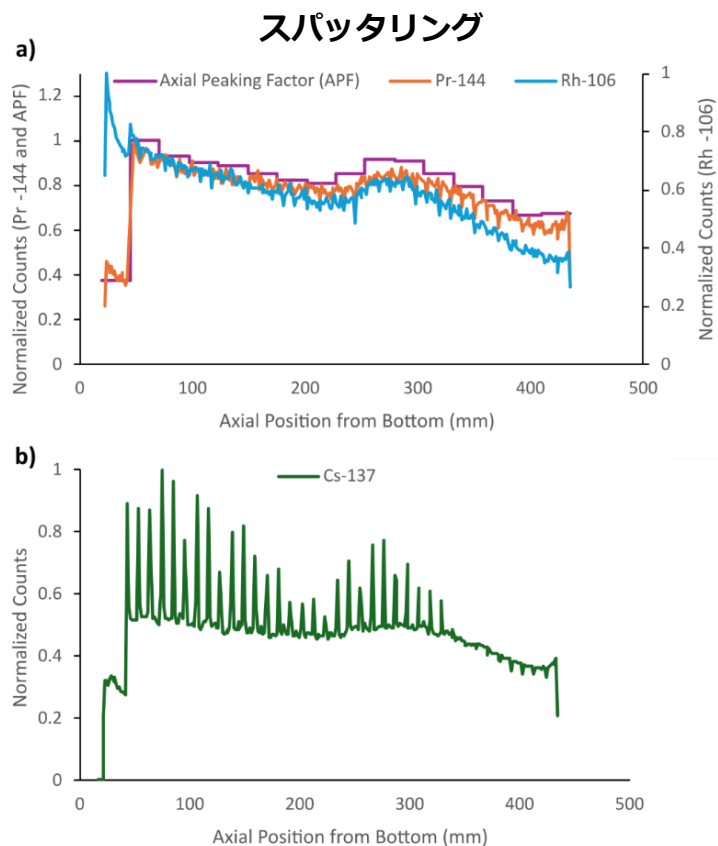 スパッタリング
a)
Axial Peaking Factor (APF) Pr-144 Rh-106
Normalized Counts (Pr -144 and APF)
1.2
1
0.8
0.6
0.4
0.2
0
1
0.8
0.6
0.4
0.2
0
Normalized Counts (Rh -106)
0 100 200 300 400 500
Axial Position from Bottom (mm)
b)
Cs-137
Normalized Counts
1
0.8
0.6
0.4
0.2
0
0 100 200 300 400 500
Axial Position from Bottom (mm)